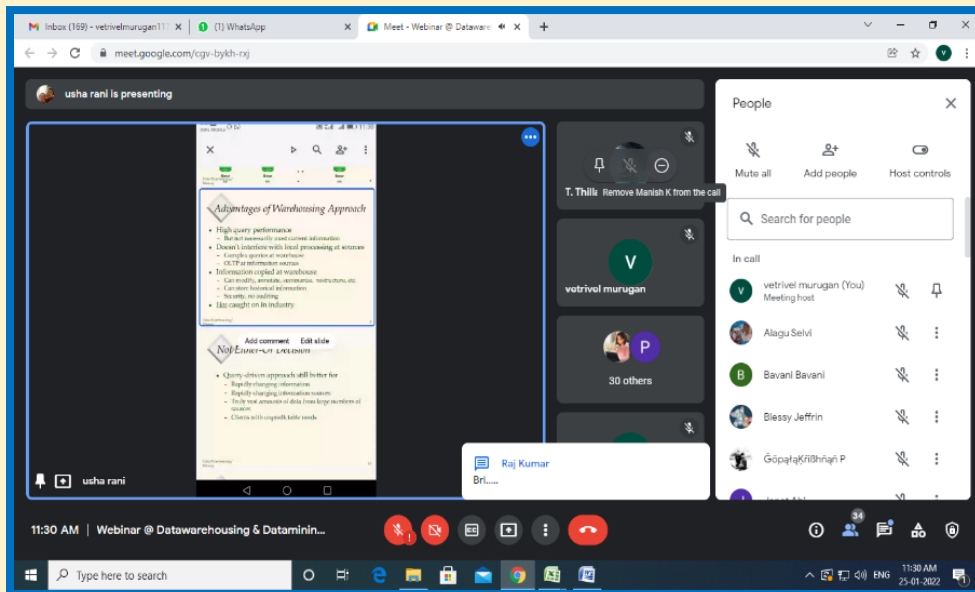 Inbox (169) - vetrivelmurugan11
(1) WhatsApp
Meet - Webinar @ Dataware
meet.google.com/cgv-bykh-rxj
usha rani is presenting
Advantages of Warehousing Approach
• High query performance
– But not necessarily most current information
• Doesn't interfere with local processing at sources
– Complex queries at warehouse
– OLTP at information sources
• Information copied at warehouse
– Can modify, annotate, summarize, restructure, etc.
– Can store historical information
– Security, no auditing
• Has caught on in industry
Add comment Edit slide
Not Either-Or Decision
• Query-driven approach still better for
– Rapidly changing information
– Rapidly changing information sources
– Truly vast amounts of data from large numbers of
sources
– Clients with
needs
usha rani
T. Thill
Remove Manish K from the call
V
vetrivel murugan
P
30 others
Raj Kumar
Bri.....
People
Mute all Add people Host controls
Search for people
In call
V
vetrivel murugan (You)
Meeting host
Alagu Selvi
B
Bavani Bavani
Blessy Jeffrin
11:30 AM | Webinar @ Datawarehousing & Dataminin...
34
Type here to search
ENG
11:30 AM
25-01-2022
1